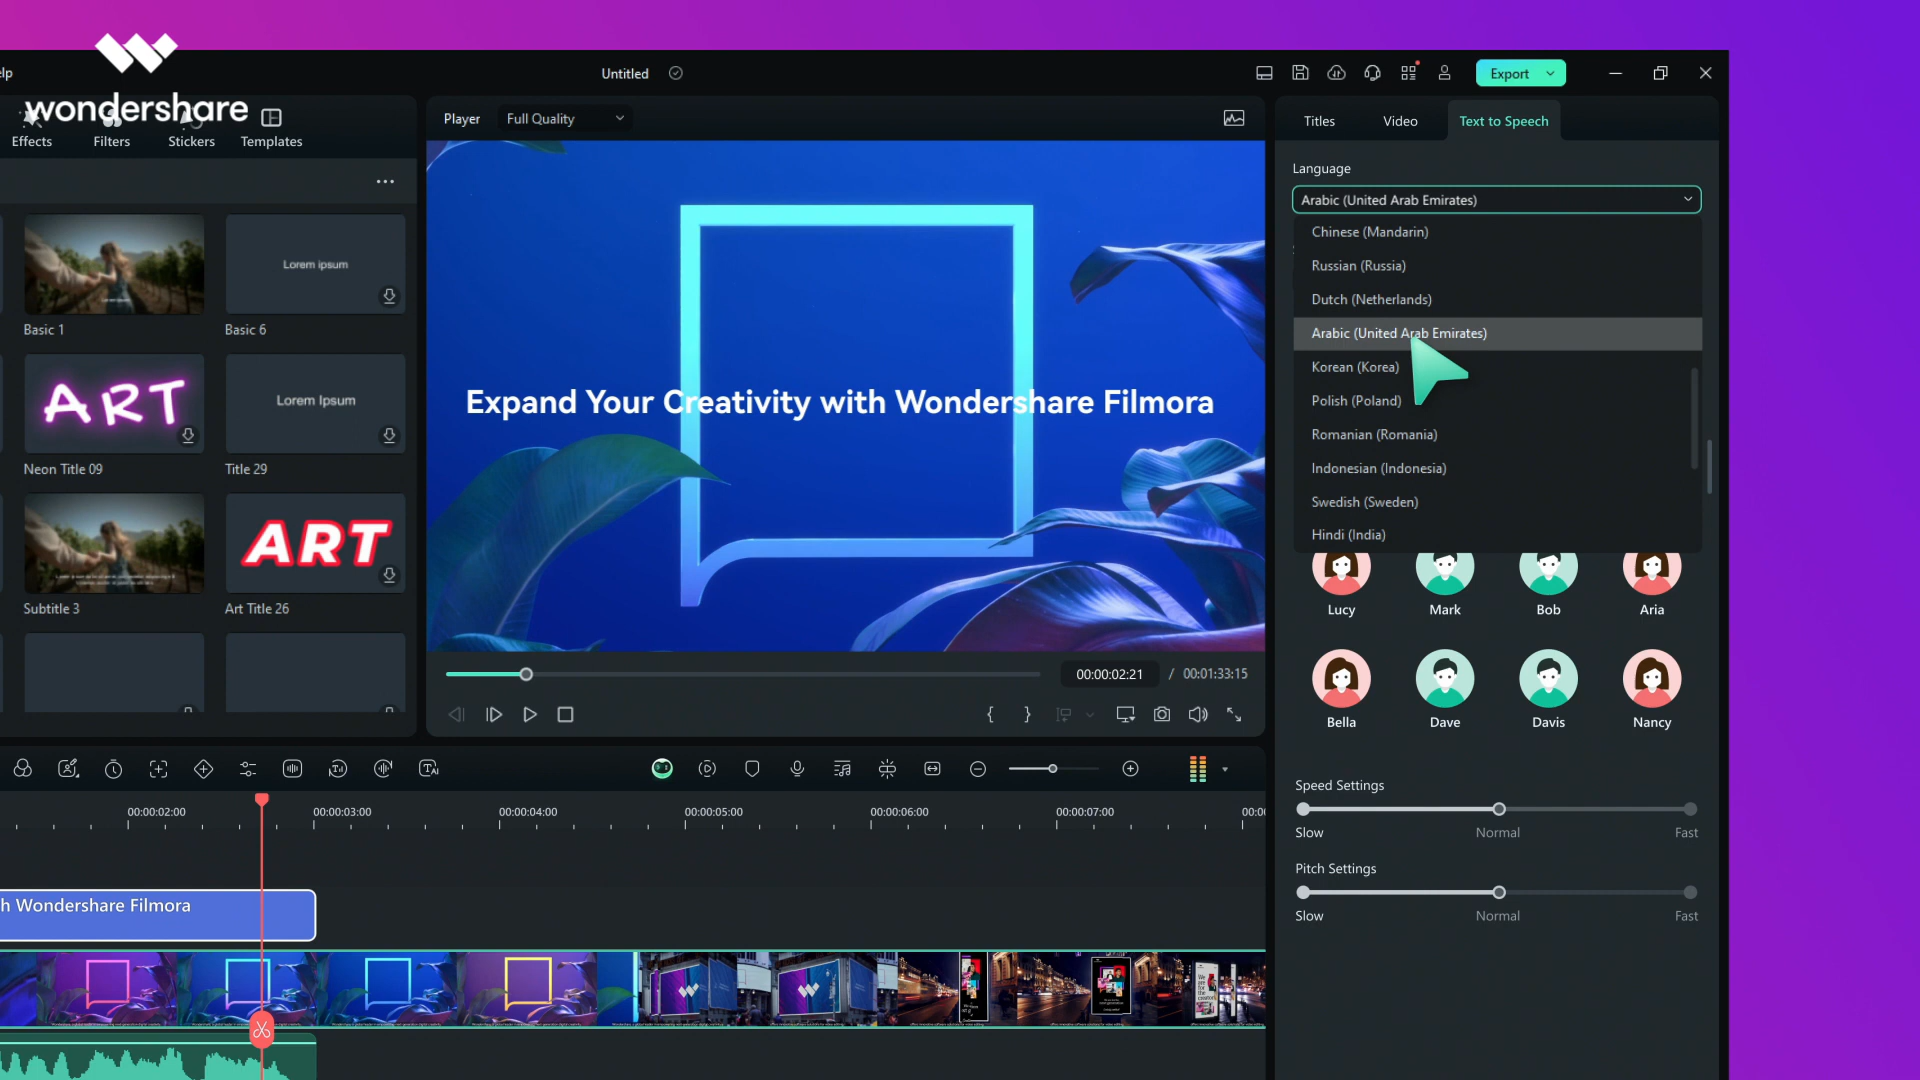 wondershare
elp
Untitled
Export
Effects
Filters
Stickers
Templates
Player
Full Quality
Titles
Video
Text to Speech
Language
Arabic (United Arab Emirates)
Chinese (Mandarin)
Russian (Russia)
Dutch (Netherlands)
Arabic (United Arab Emirates)
Korean (Korea)
Polish (Poland)
Romanian (Romania)
Indonesian (Indonesia)
Swedish (Sweden)
Hindi (India)
Lorem ipsum
Basic 1
Basic 6
ART
Lorem Ipsum
Neon Title 09
Title 29
ART
Subtitle 3
Art Title 26
Expand Your Creativity with Wondershare Filmora
00:00:02:21 / 00:01:33:15
Lucy
Mark
Bob
Aria
Bella
Dave
Davis
Nancy
Speed Settings
Slow
Normal
Fast
Pitch Settings
Slow
Normal
Fast
00:00:02:00
00:00:03:00
00:00:04:00
00:00:05:00
00:00:06:00
00:00:07:00
00:00
h Wondershare Filmora